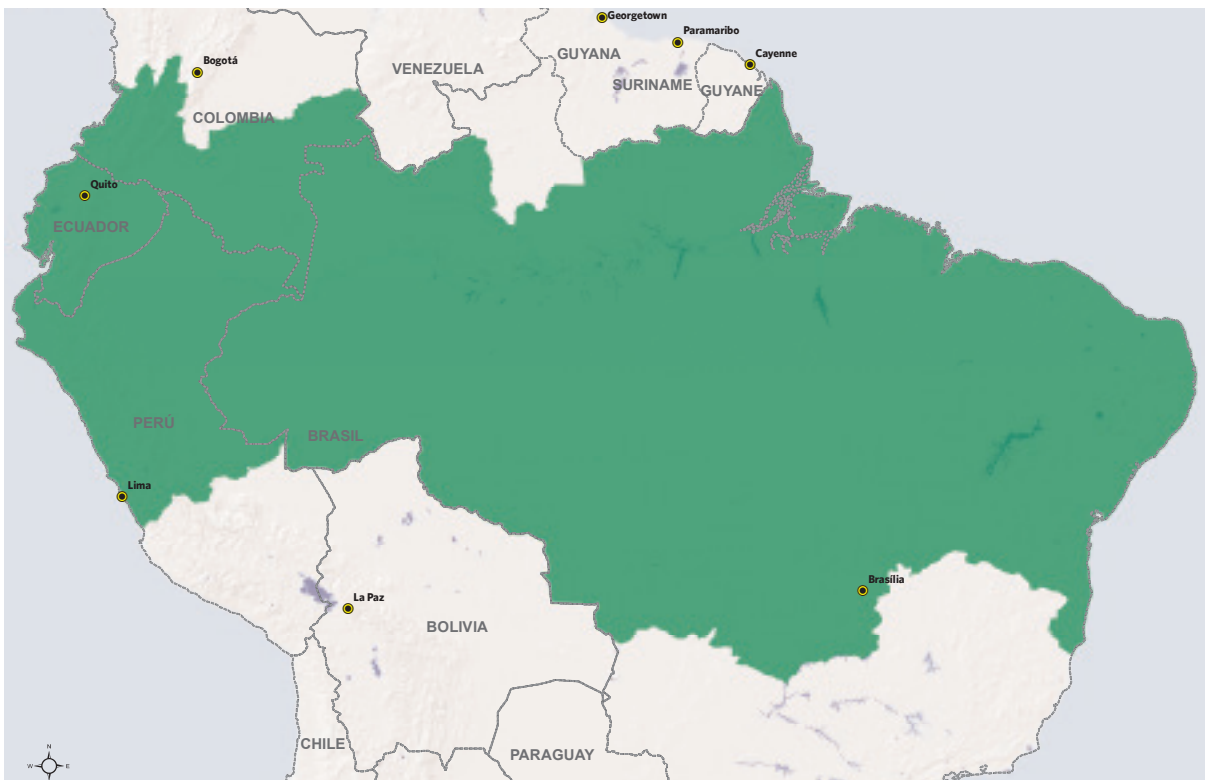 Georgetown
Paramaribo
Bogotá
GUYANA
Cayenne
VENEZUELA
SURINAME
GUYANE
COLOMBIA
Quito
ECUADOR
PERÚ
BRASIL
Lima
Brasília
La Paz
BOLIVIA
CHILE
PARAGUAY
N
W
E